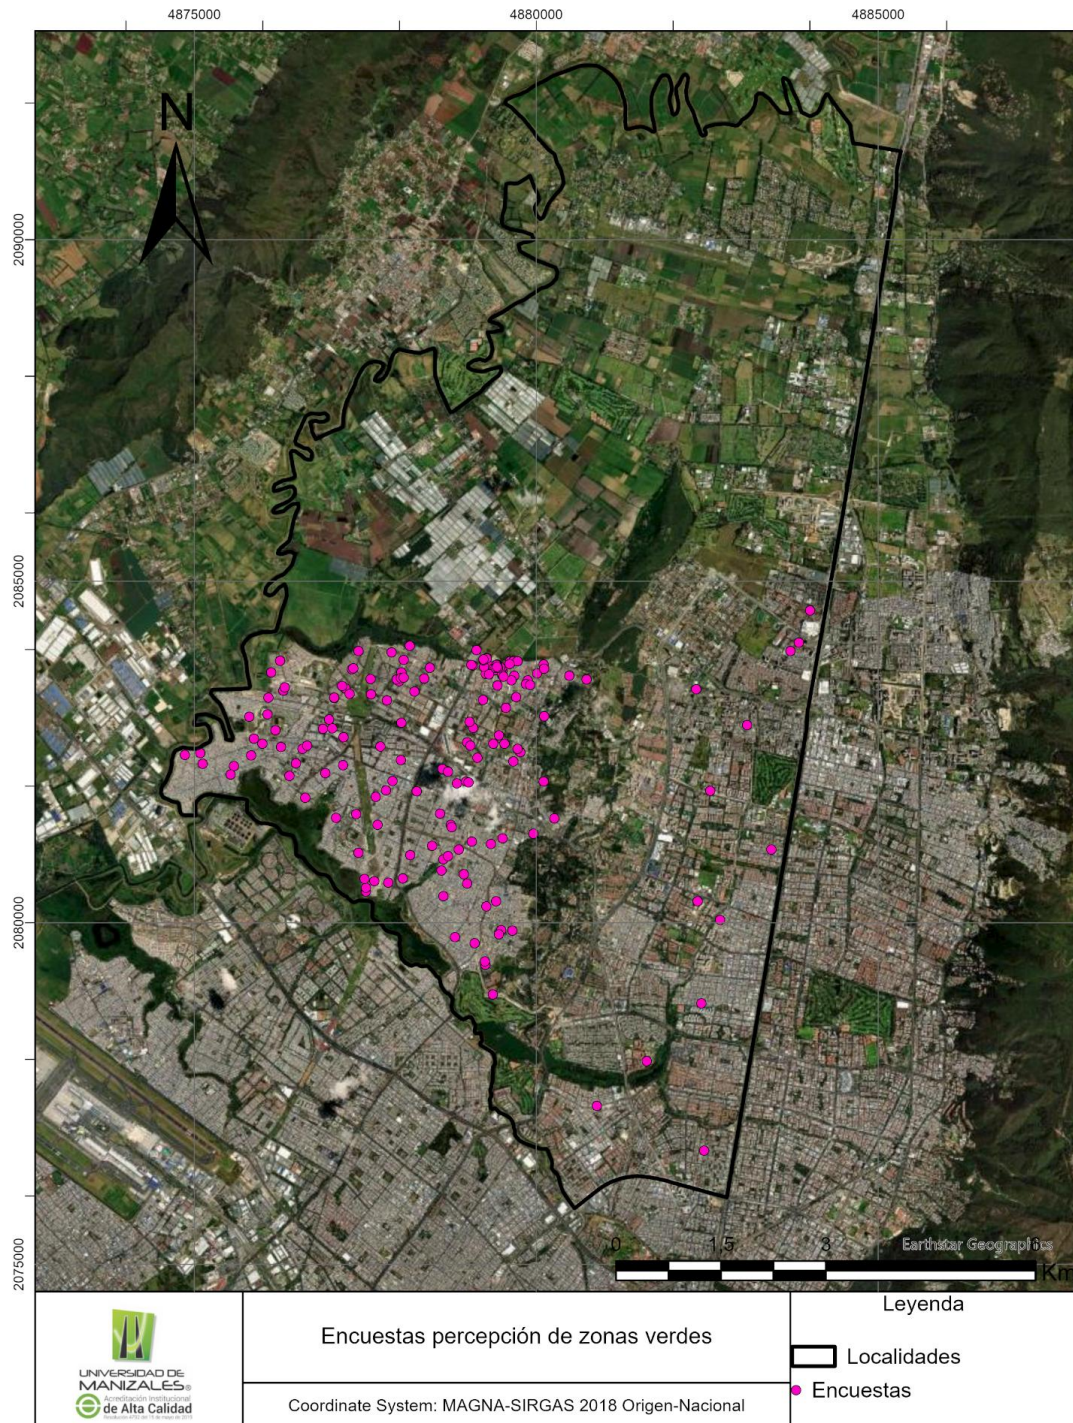 4875000 4880000 4885000
N
2090000
2085000
2080000
2075000
0 1,5 3
Earthstar Geographics
Km
Encuestas percepción de zonas verdes
Coordinate System: MAGNA-SIRGAS 2018 Origen-Nacional
Leyenda
Localidades
Encuestas
UNIVERSIDAD DE
MANIZALES®
Acreditación Institucional
de Alta Calidad